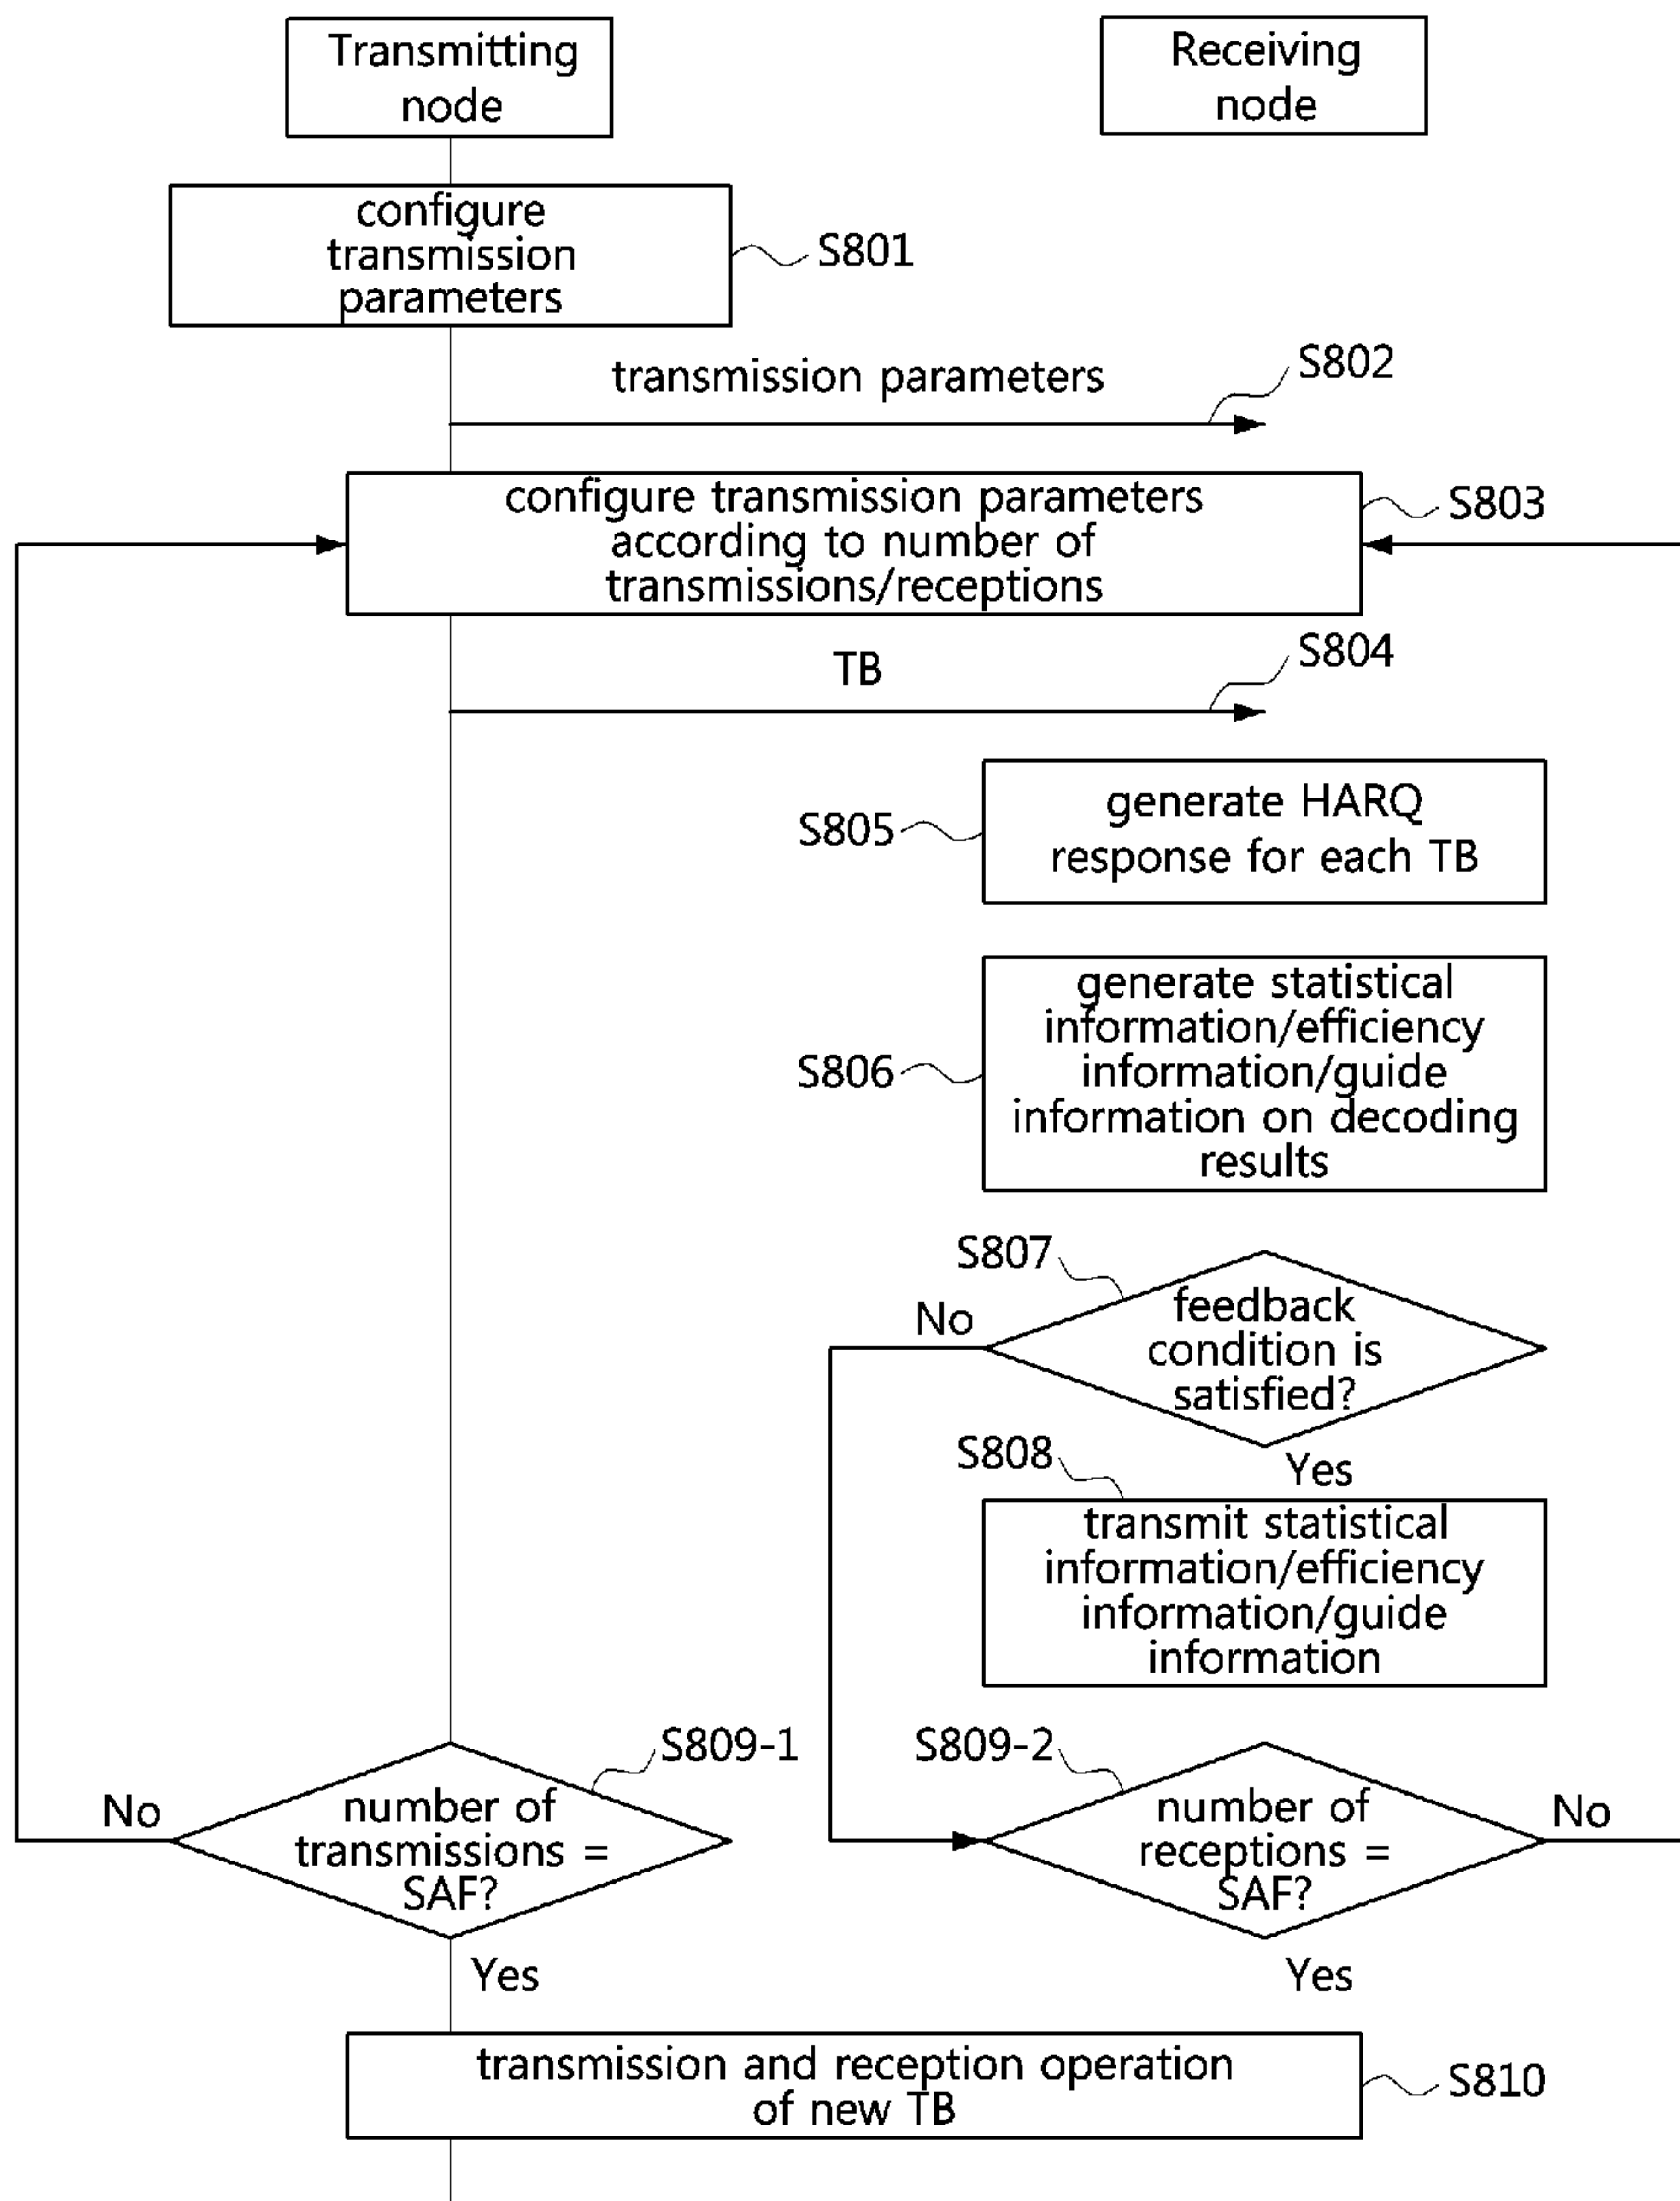 Transmitting
node
Receiving
node
configure
transmission
parameters
S801
transmission parameters
S802
configure transmission parameters
according to number of
transmissions/receptions
S803
TB
S804
S805
generate HARQ
response for each TB
S806
generate statistical
information/efficiency
information/guide
information on decoding
results
S807
No
feedback
condition is
satisfied?
Yes
S808
transmit statistical
information/efficiency
information/guide
information
S809-1
No
number of
transmissions =
SAF?
Yes
S809-2
number of
receptions =
SAF?
No
Yes
transmission and reception operation
of new TB
S810